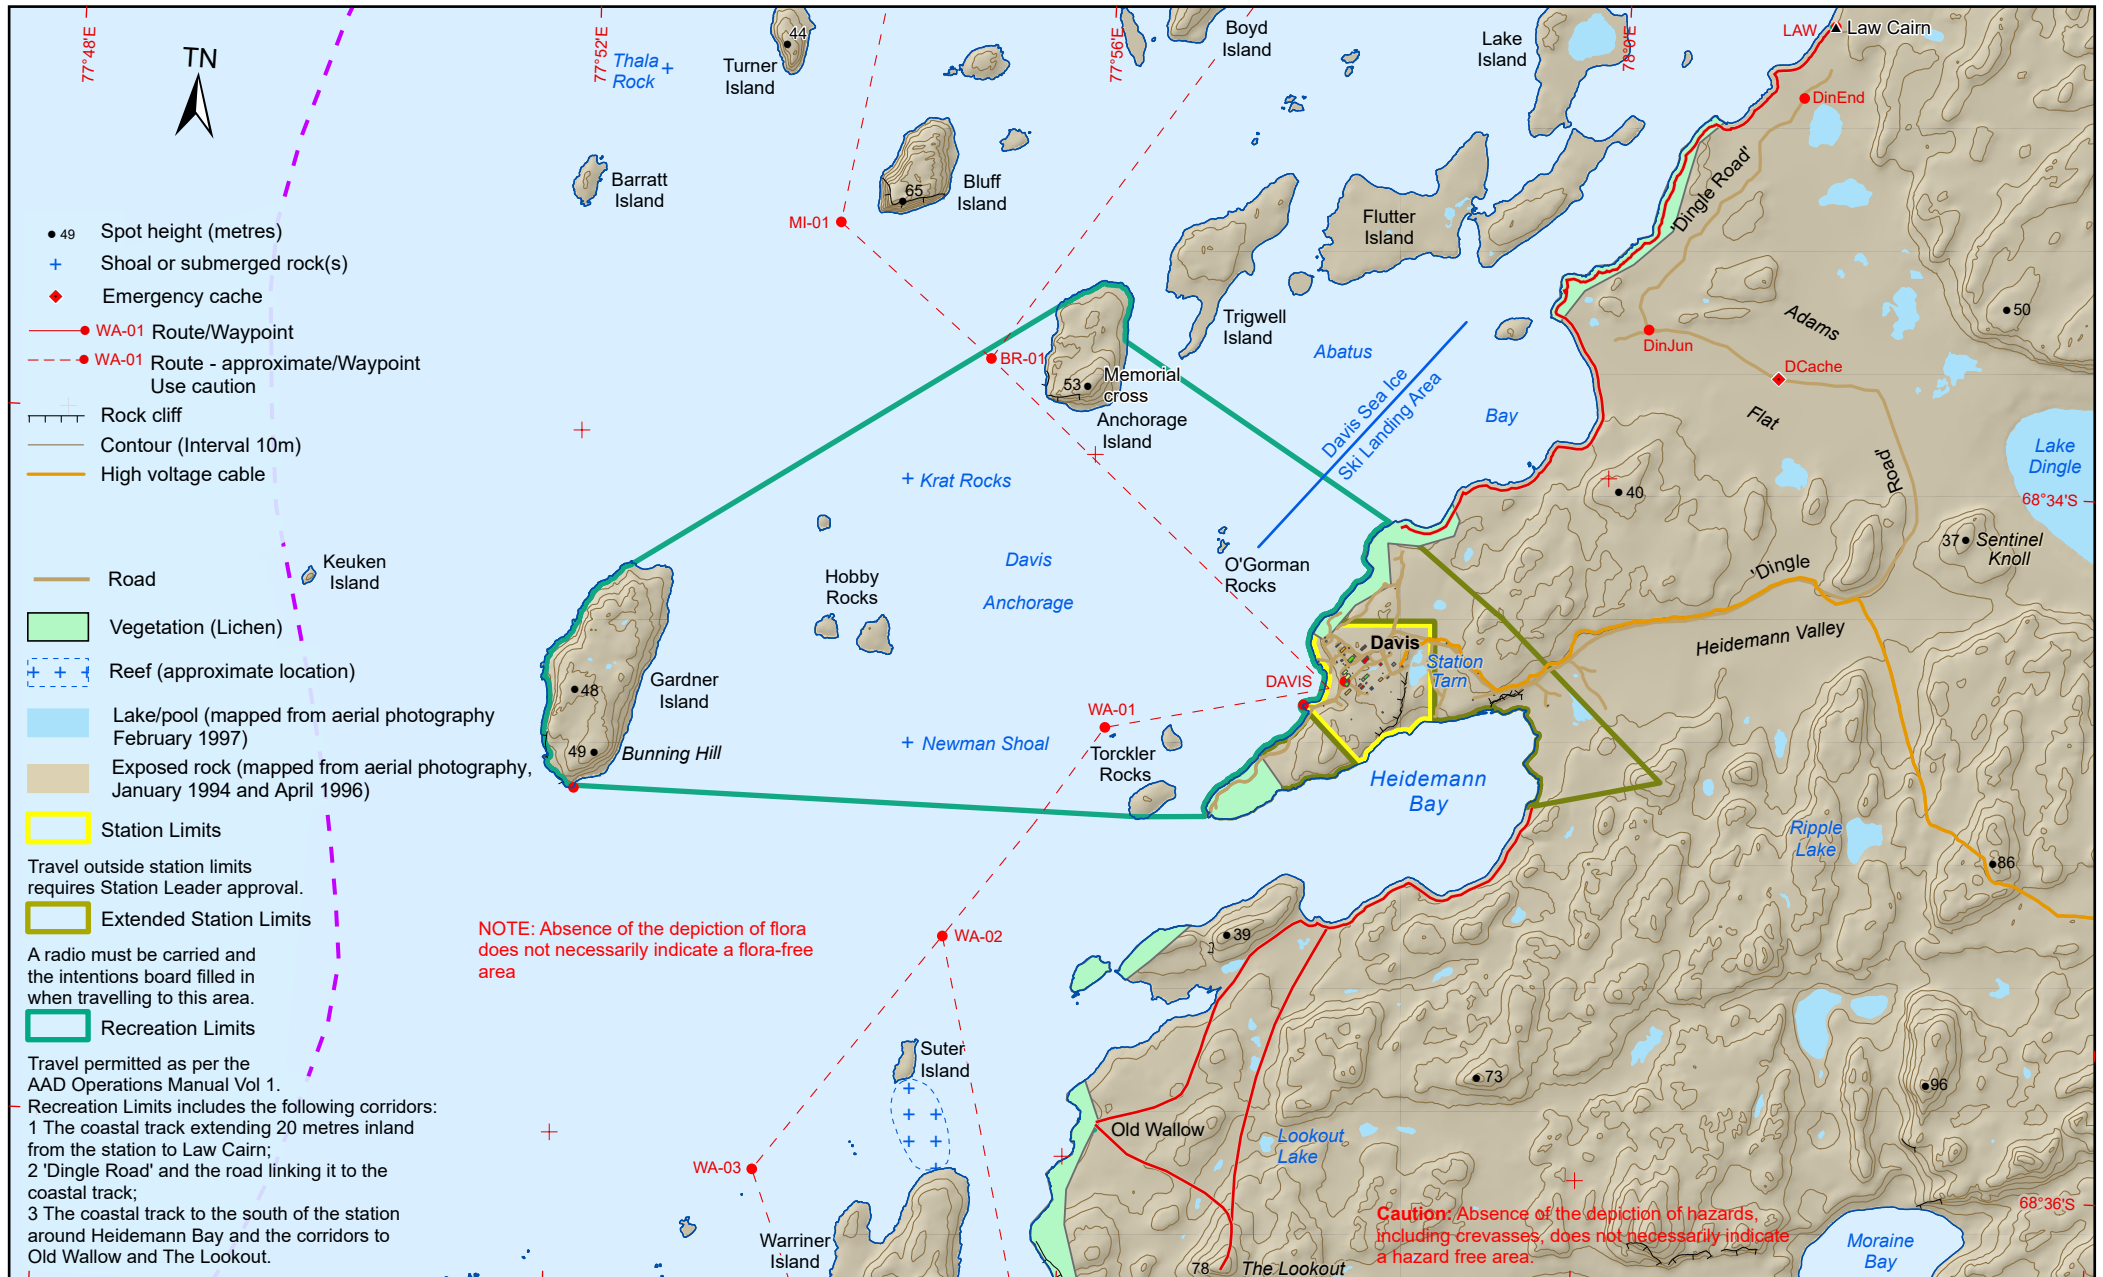 77°48'E
77°52'E
77°56'E
78°0'E
TN
Thala
Rock
44
Turner
Island
Boyd
Island
Lake
Island
LAW
Law Cairn
DinEnd
Barratt
Island
65
Bluff
Island
MI-01
Flutter
Island
'Dingle Road'
Trigwell
Island
Adams
50
DinJun
DCache
Flat
BR-01
53
Memorial
cross
Anchorage
Island
Abatus
Bay
Davis Sea Ice
Ski Landing Area
Lake
Dingle
Road'
68°34'S
40
Krat Rocks
37
Sentinel
Knoll
Keuken
Island
Davis
Anchorage
Hobby
Rocks
O'Gorman
Rocks
'Dingle
Heidemann Valley
Davis
Station
Tarn
DAVIS
48
Gardner
Island
49
Bunning Hill
WA-01
Newman Shoal
Torckler
Rocks
Heidemann
Bay
Ripple
Lake
86
39
WA-02
NOTE: Absence of the depiction of flora
does not necessarily indicate a flora-free
area
Suter
Island
73
96
Old Wallow
Lookout
Lake
WA-03
Warriner
Island
78
The Lookout
Caution: Absence of the depiction of hazards,
including crevasses, does not necessarily indicate
a hazard free area.
68°36'S
Moraine
Bay
49 Spot height (metres)
Shoal or submerged rock(s)
Emergency cache
WA-01 Route/Waypoint
WA-01 Route - approximate/Waypoint
Use caution
Rock cliff
Contour (Interval 10m)
High voltage cable
Road
Vegetation (Lichen)
Reef (approximate location)
Lake/pool (mapped from aerial photography
February 1997)
Exposed rock (mapped from aerial photography,
January 1994 and April 1996)
Station Limits
Travel outside station limits
requires Station Leader approval.
Extended Station Limits
A radio must be carried and
the intentions board filled in
when travelling to this area.
Recreation Limits
Travel permitted as per the
AAD Operations Manual Vol 1.
Recreation Limits includes the following corridors:
1 The coastal track extending 20 metres inland
from the station to Law Cairn;
2 'Dingle Road' and the road linking it to the
coastal track;
3 The coastal track to the south of the station
around Heidemann Bay and the corridors to
Old Wallow and The Lookout.